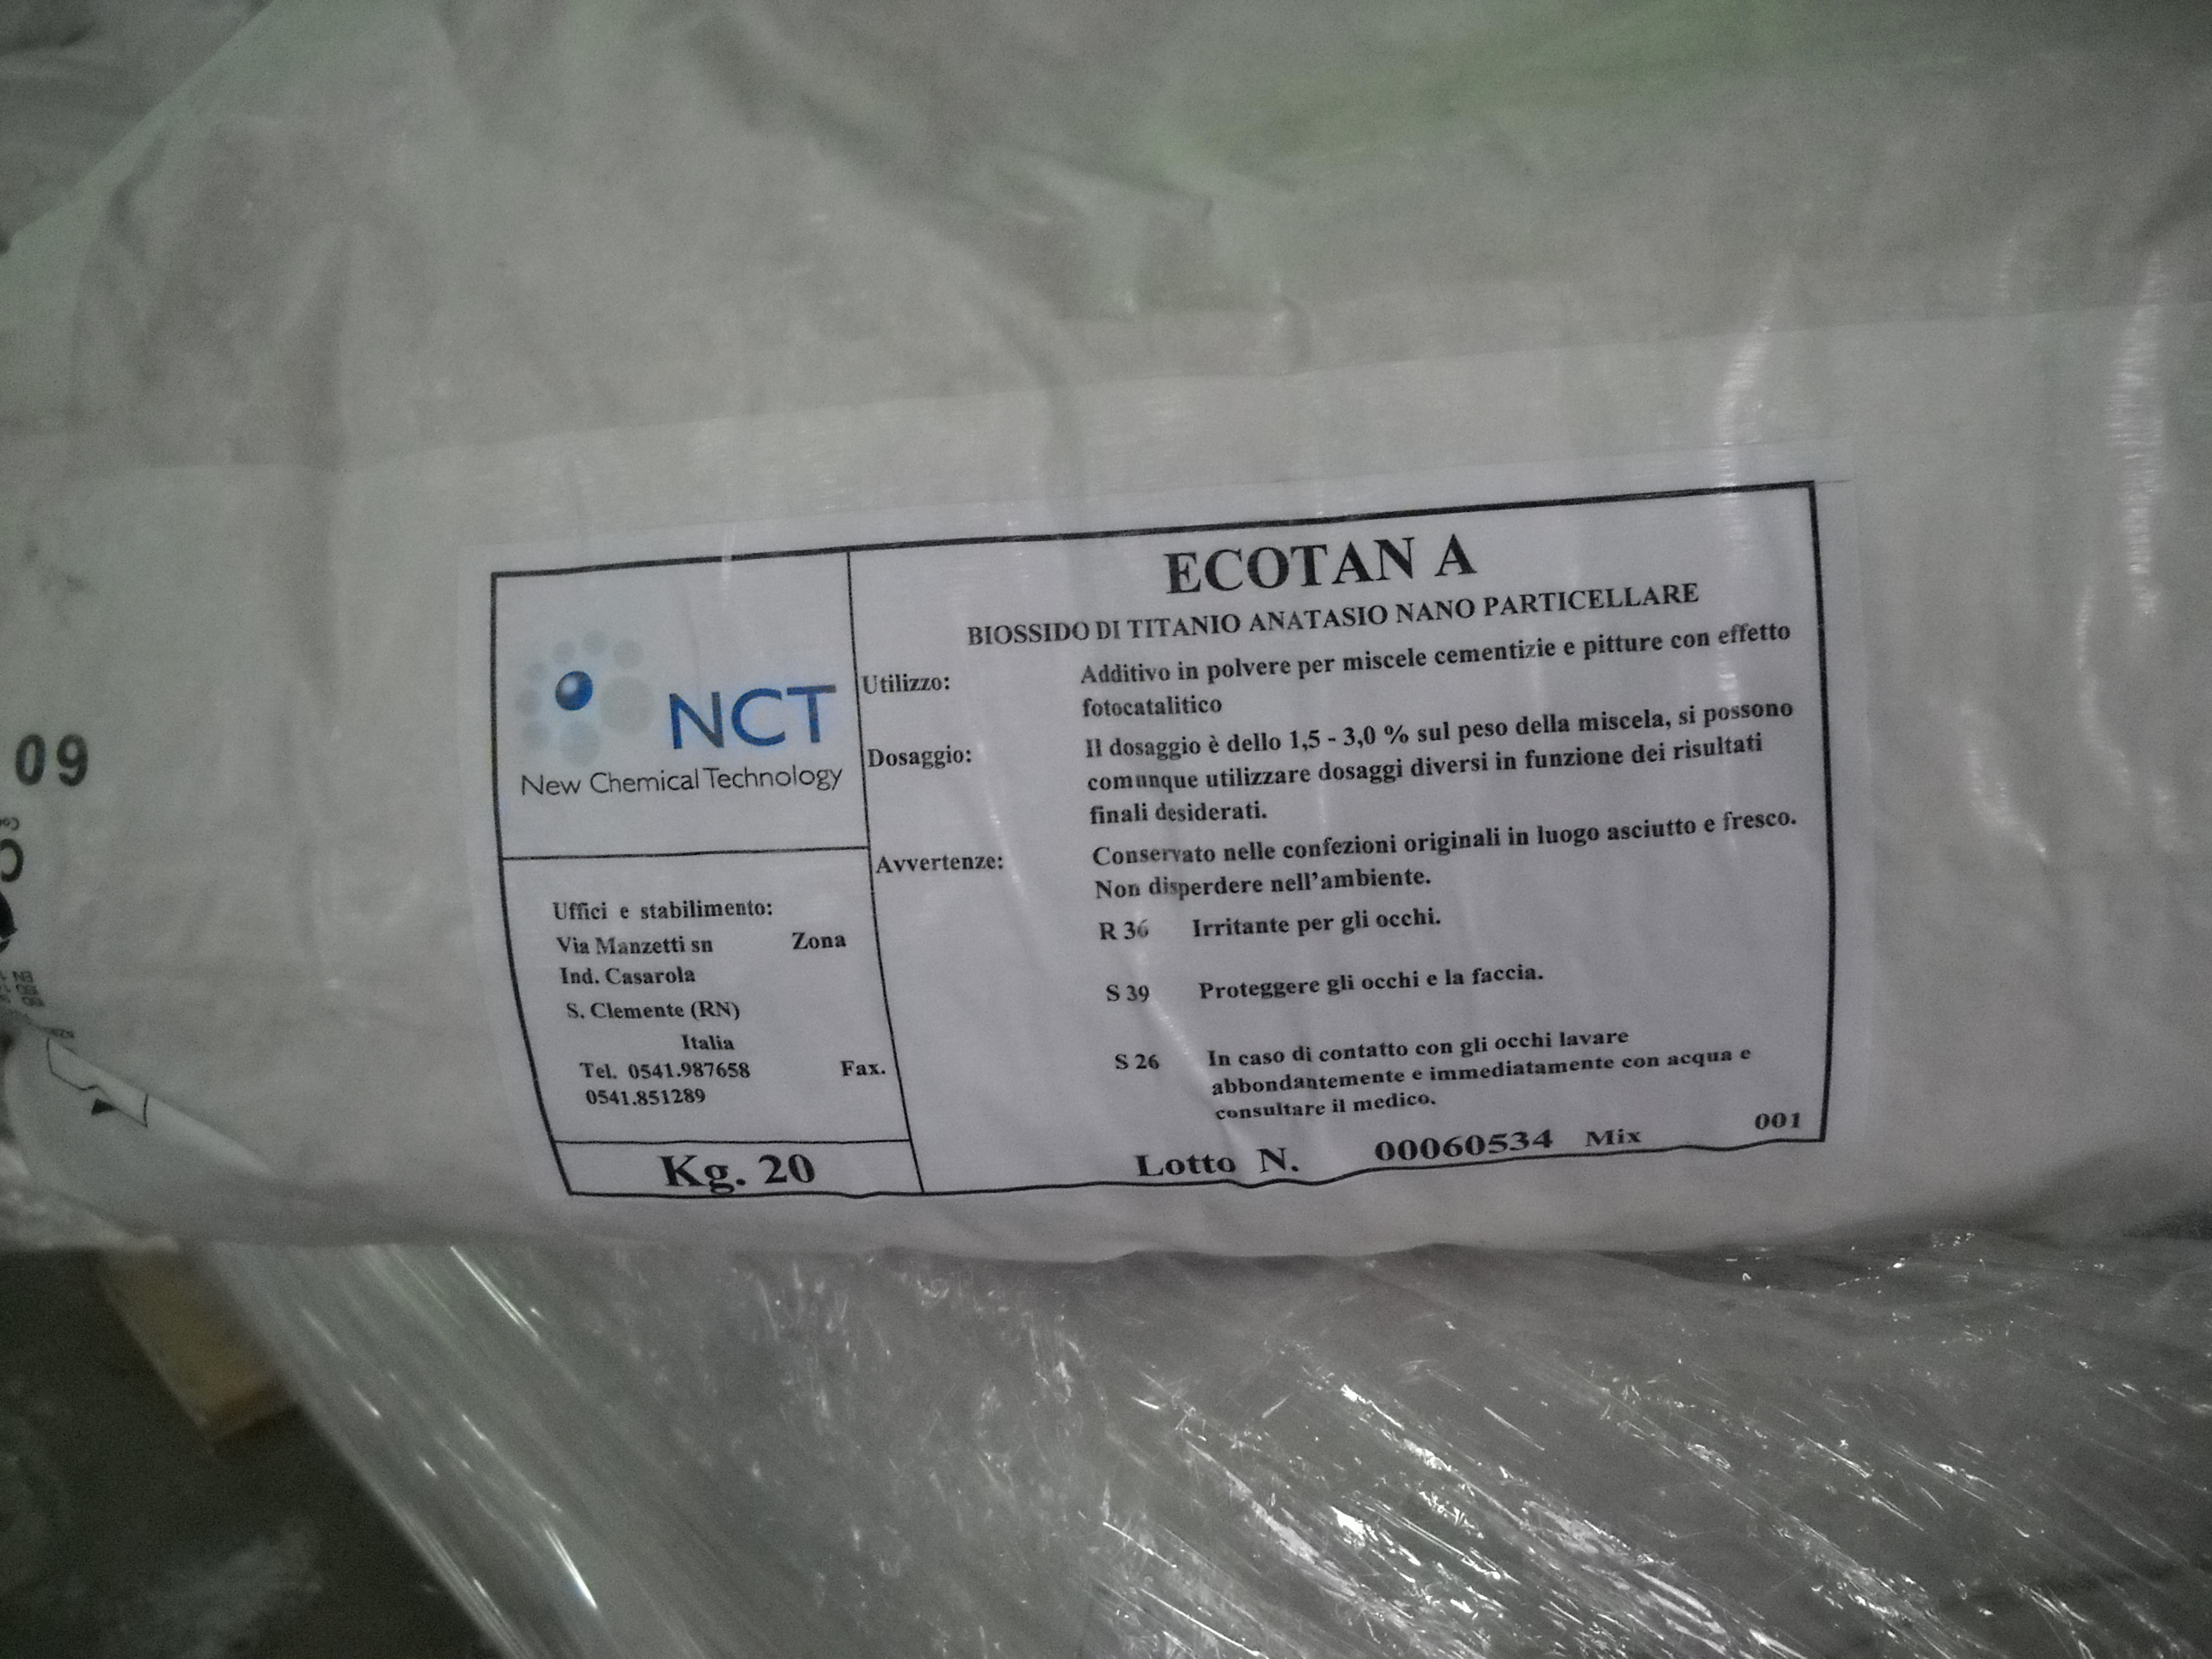 ECOTAN A
BIOSSIDO DI TITANIO ANATASIO NANO PARTICELLARE
Utilizzo: Additivo in polvere per miscele cementizie e pitture con effetto
fotocatalitico
Dosaggio: Il dosaggio è dello 1,5 - 3,0 % sul peso della miscela, si possono
comunque utilizzare dosaggi diversi in funzione dei risultati
finali desiderati.
Avvertenze: Conservato nelle confezioni originali in luogo asciutto e fresco.
Non disperdere nell'ambiente.
R 36 Irritante per gli occhi.
S 39 Proteggere gli occhi e la faccia.
S 26 In caso di contatto con gli occhi lavare
abbondantemente e immediatamente con acqua e
consultare il medico.
Lotto N. 00060534 Mix 001
NCT
New Chemical Technology
Uffici e stabilimento:
Via Manzetti sn Zona
Ind. Casarola
S. Clemente (RN)
Italia
Tel. 0541.987658 Fax.
0541.851289
Kg. 20
09